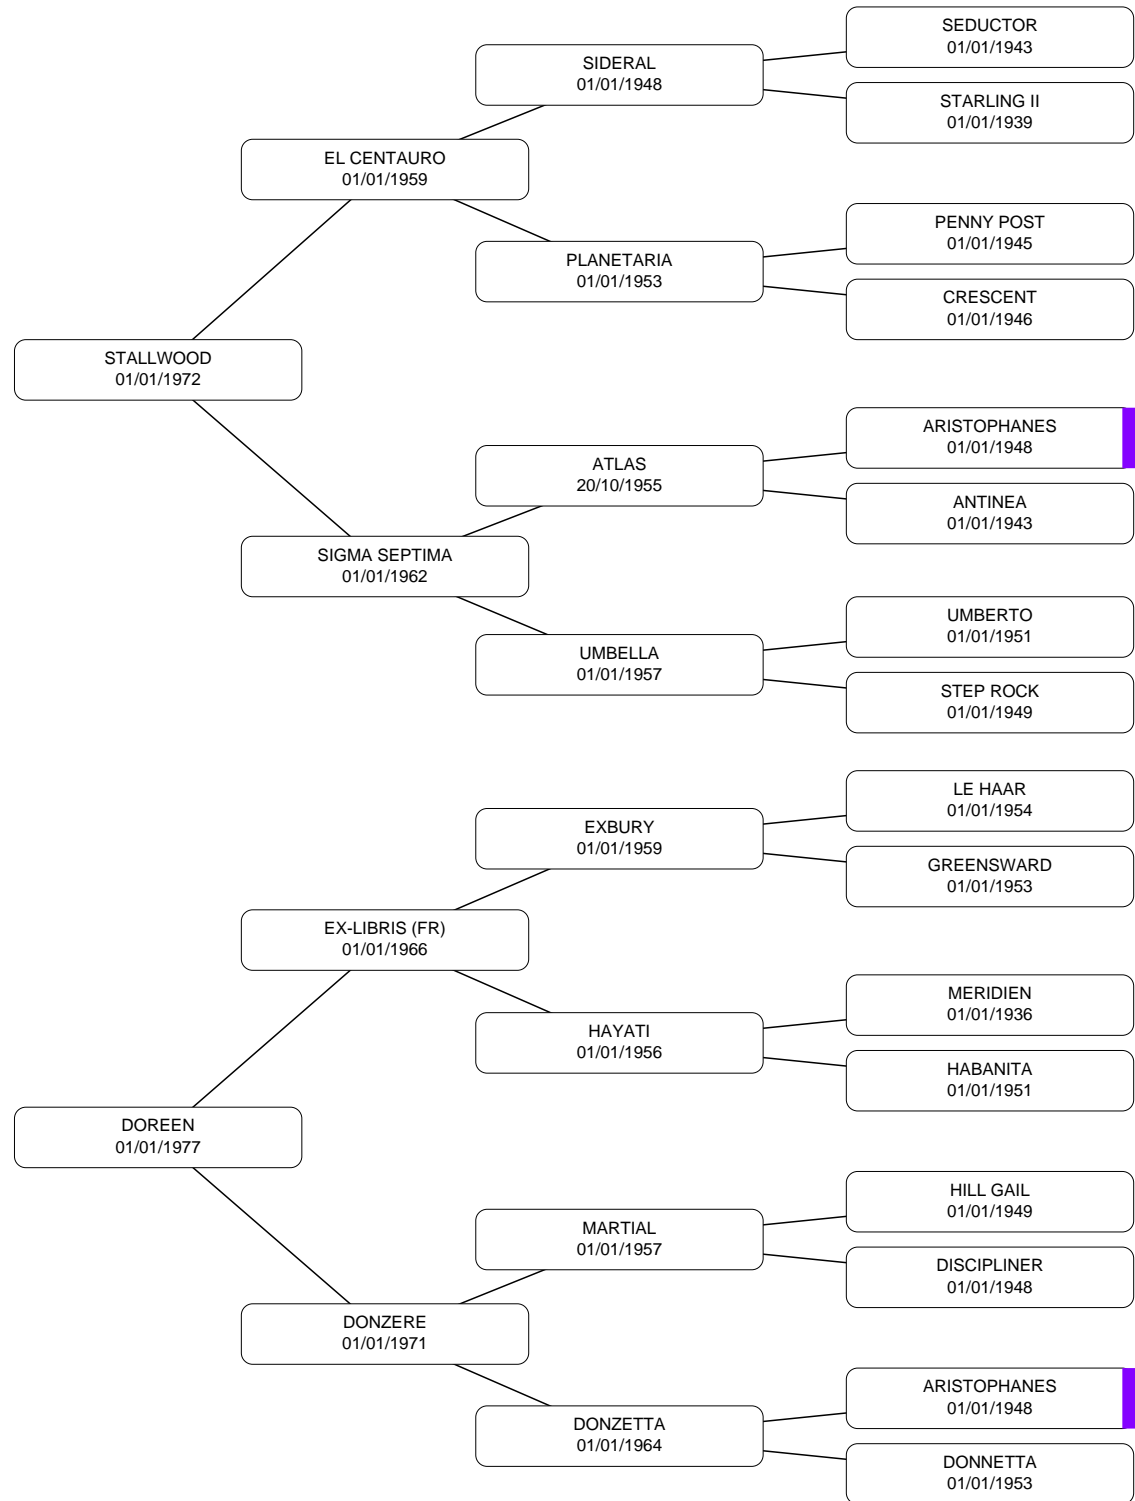 SEDUCTOR
01/01/1943
SIDERAL
01/01/1948
STARLING II
01/01/1939
EL CENTAURO
01/01/1959
PENNY POST
01/01/1945
PLANETARIA
01/01/1953
CRESCENT
01/01/1946
STALLWOOD
01/01/1972
ARISTOPHANES
01/01/1948
ATLAS
20/10/1955
ANTINEA
01/01/1943
SIGMA SEPTIMA
01/01/1962
UMBERTO
01/01/1951
UMBELLA
01/01/1957
STEP ROCK
01/01/1949
LE HAAR
01/01/1954
EXBURY
01/01/1959
GREENSWARD
01/01/1953
EX-LIBRIS (FR)
01/01/1966
MERIDIEN
01/01/1936
HAYATI
01/01/1956
HABANITA
01/01/1951
DOREEN
01/01/1977
HILL GAIL
01/01/1949
MARTIAL
01/01/1957
DISCIPLINER
01/01/1948
DONZERE
01/01/1971
ARISTOPHANES
01/01/1948
DONZETTA
01/01/1964
DONNETTA
01/01/1953